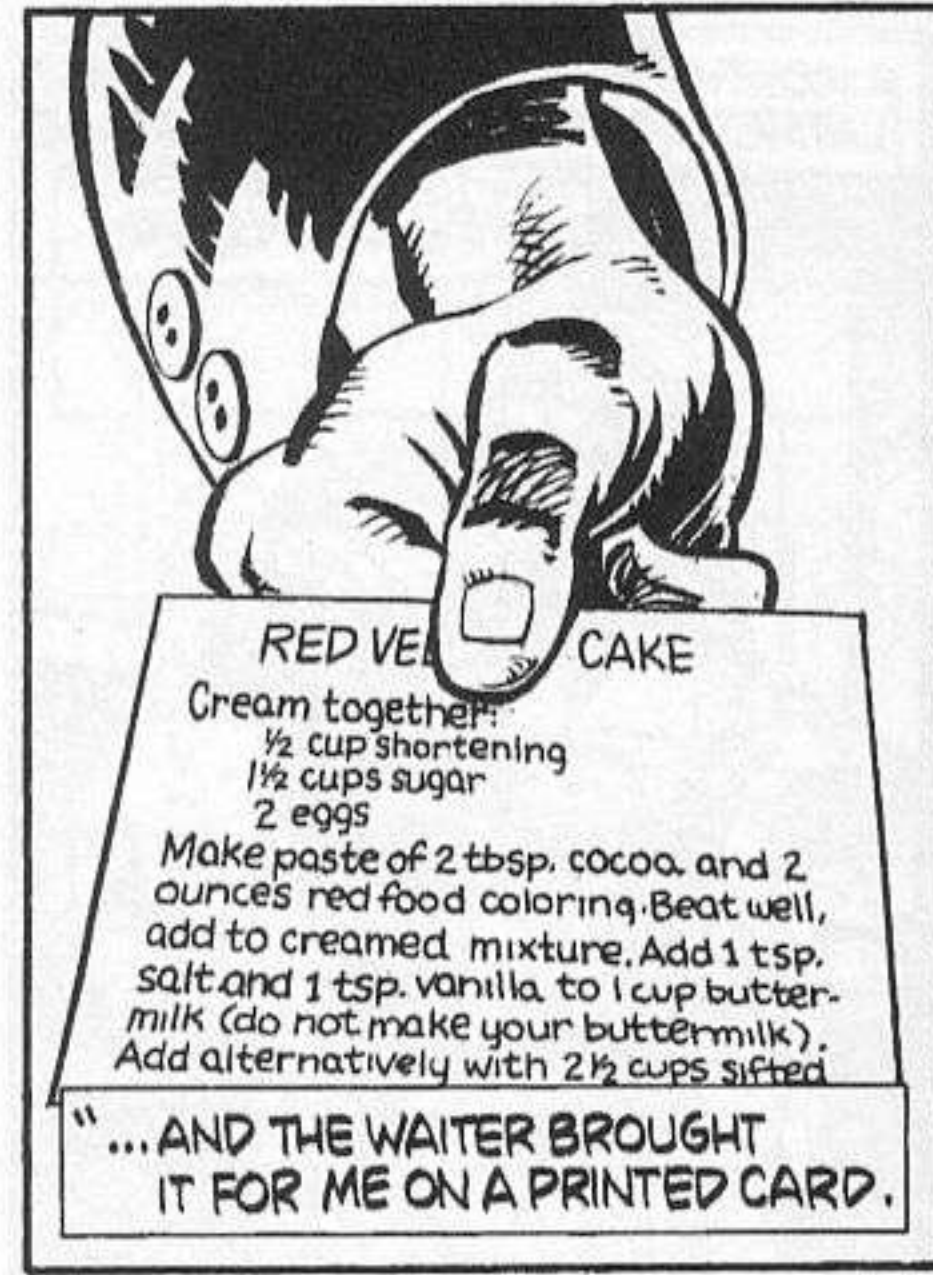 RED VE CAKE
Cream together:
½ cup shortening
1½ cups sugar
2 eggs
Make paste of 2 tbsp. cocoa and 2
ounces red food coloring. Beat well,
add to creamed mixture. Add 1 tsp.
salt and 1 tsp. vanilla to 1 cup butter-
milk (do not make your buttermilk).
Add alternatively with 2½ cups sifted
"...AND THE WAITER BROUGHT
IT FOR ME ON A PRINTED CARD.